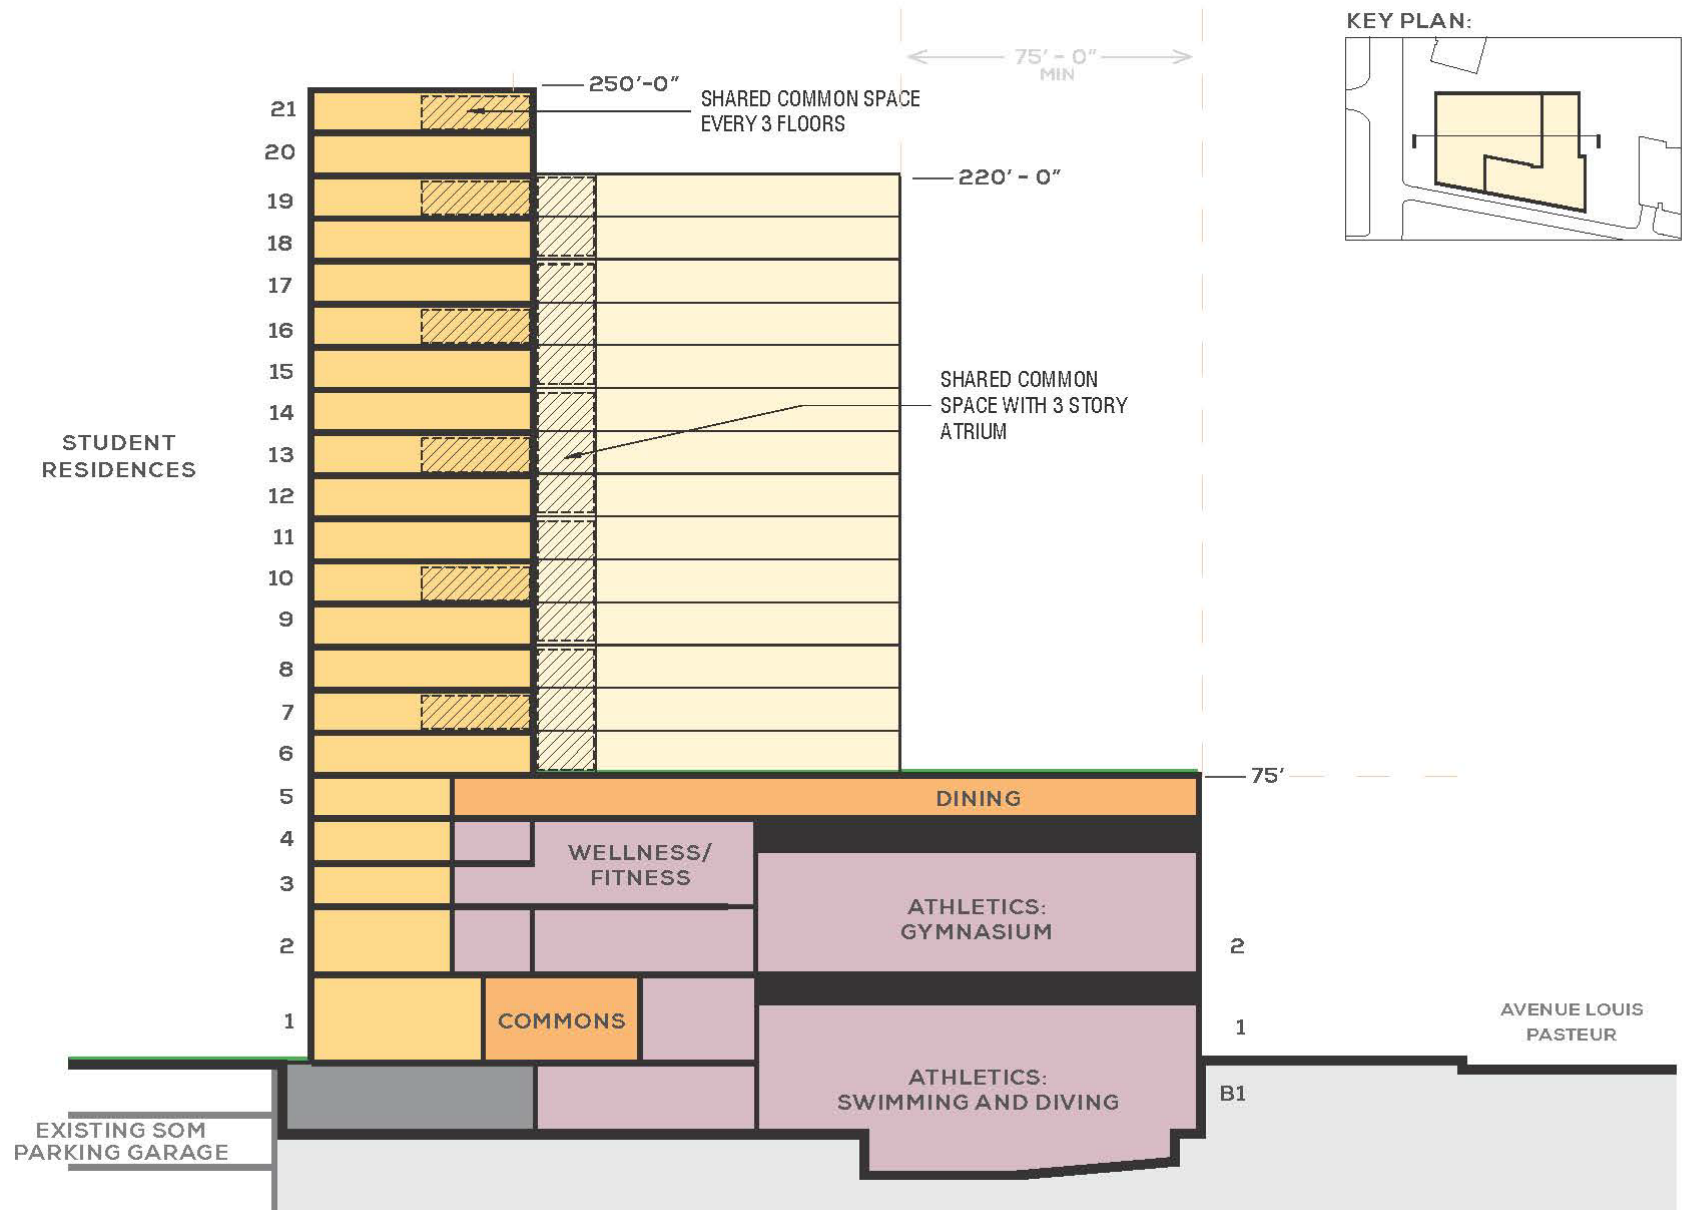 KEY PLAN:
75' - 0"
MIN
250'-0"
SHARED COMMON SPACE
EVERY 3 FLOORS
220' - 0"
21
20
19
18
17
16
15
14
13
12
11
10
9
8
7
6
5
4
3
2
1
STUDENT
RESIDENCES
SHARED COMMON
SPACE WITH 3 STORY
ATRIUM
75'
DINING
WELLNESS/
FITNESS
ATHLETICS:
GYMNASIUM
2
COMMONS
1
AVENUE LOUIS
PASTEUR
ATHLETICS:
SWIMMING AND DIVING
B1
EXISTING SOM
PARKING GARAGE